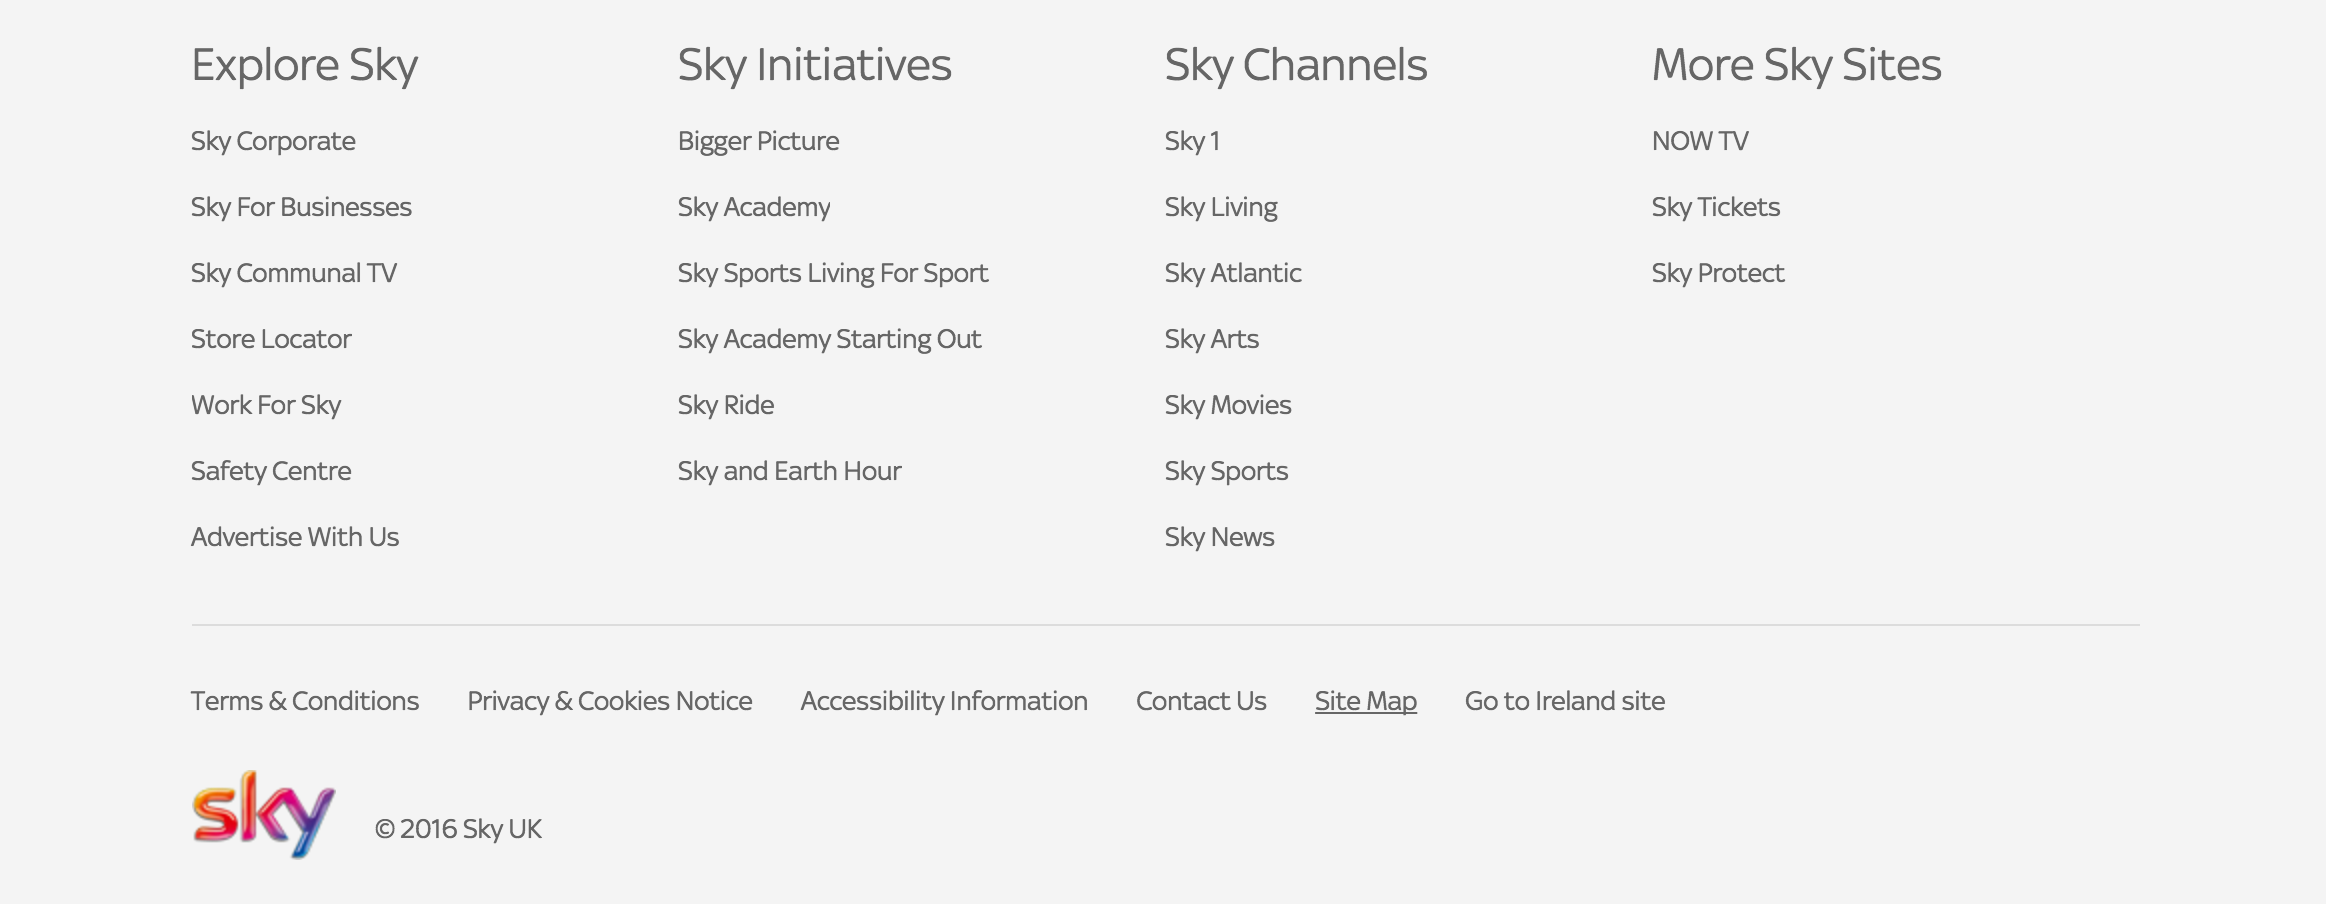 Explore Sky
Sky Corporate
Sky For Businesses
Sky Communal TV
Store Locator
Work For Sky
Safety Centre
Advertise With Us
Sky Initiatives
Bigger Picture
Sky Academy
Sky Sports Living For Sport
Sky Academy Starting Out
Sky Ride
Sky and Earth Hour
Sky Channels
Sky 1
Sky Living
Sky Atlantic
Sky Arts
Sky Movies
Sky Sports
Sky News
More Sky Sites
NOW TV
Sky Tickets
Sky Protect
Terms & Conditions Privacy & Cookies Notice Accessibility Information Contact Us Site Map Go to Ireland site
sky © 2016 Sky UK